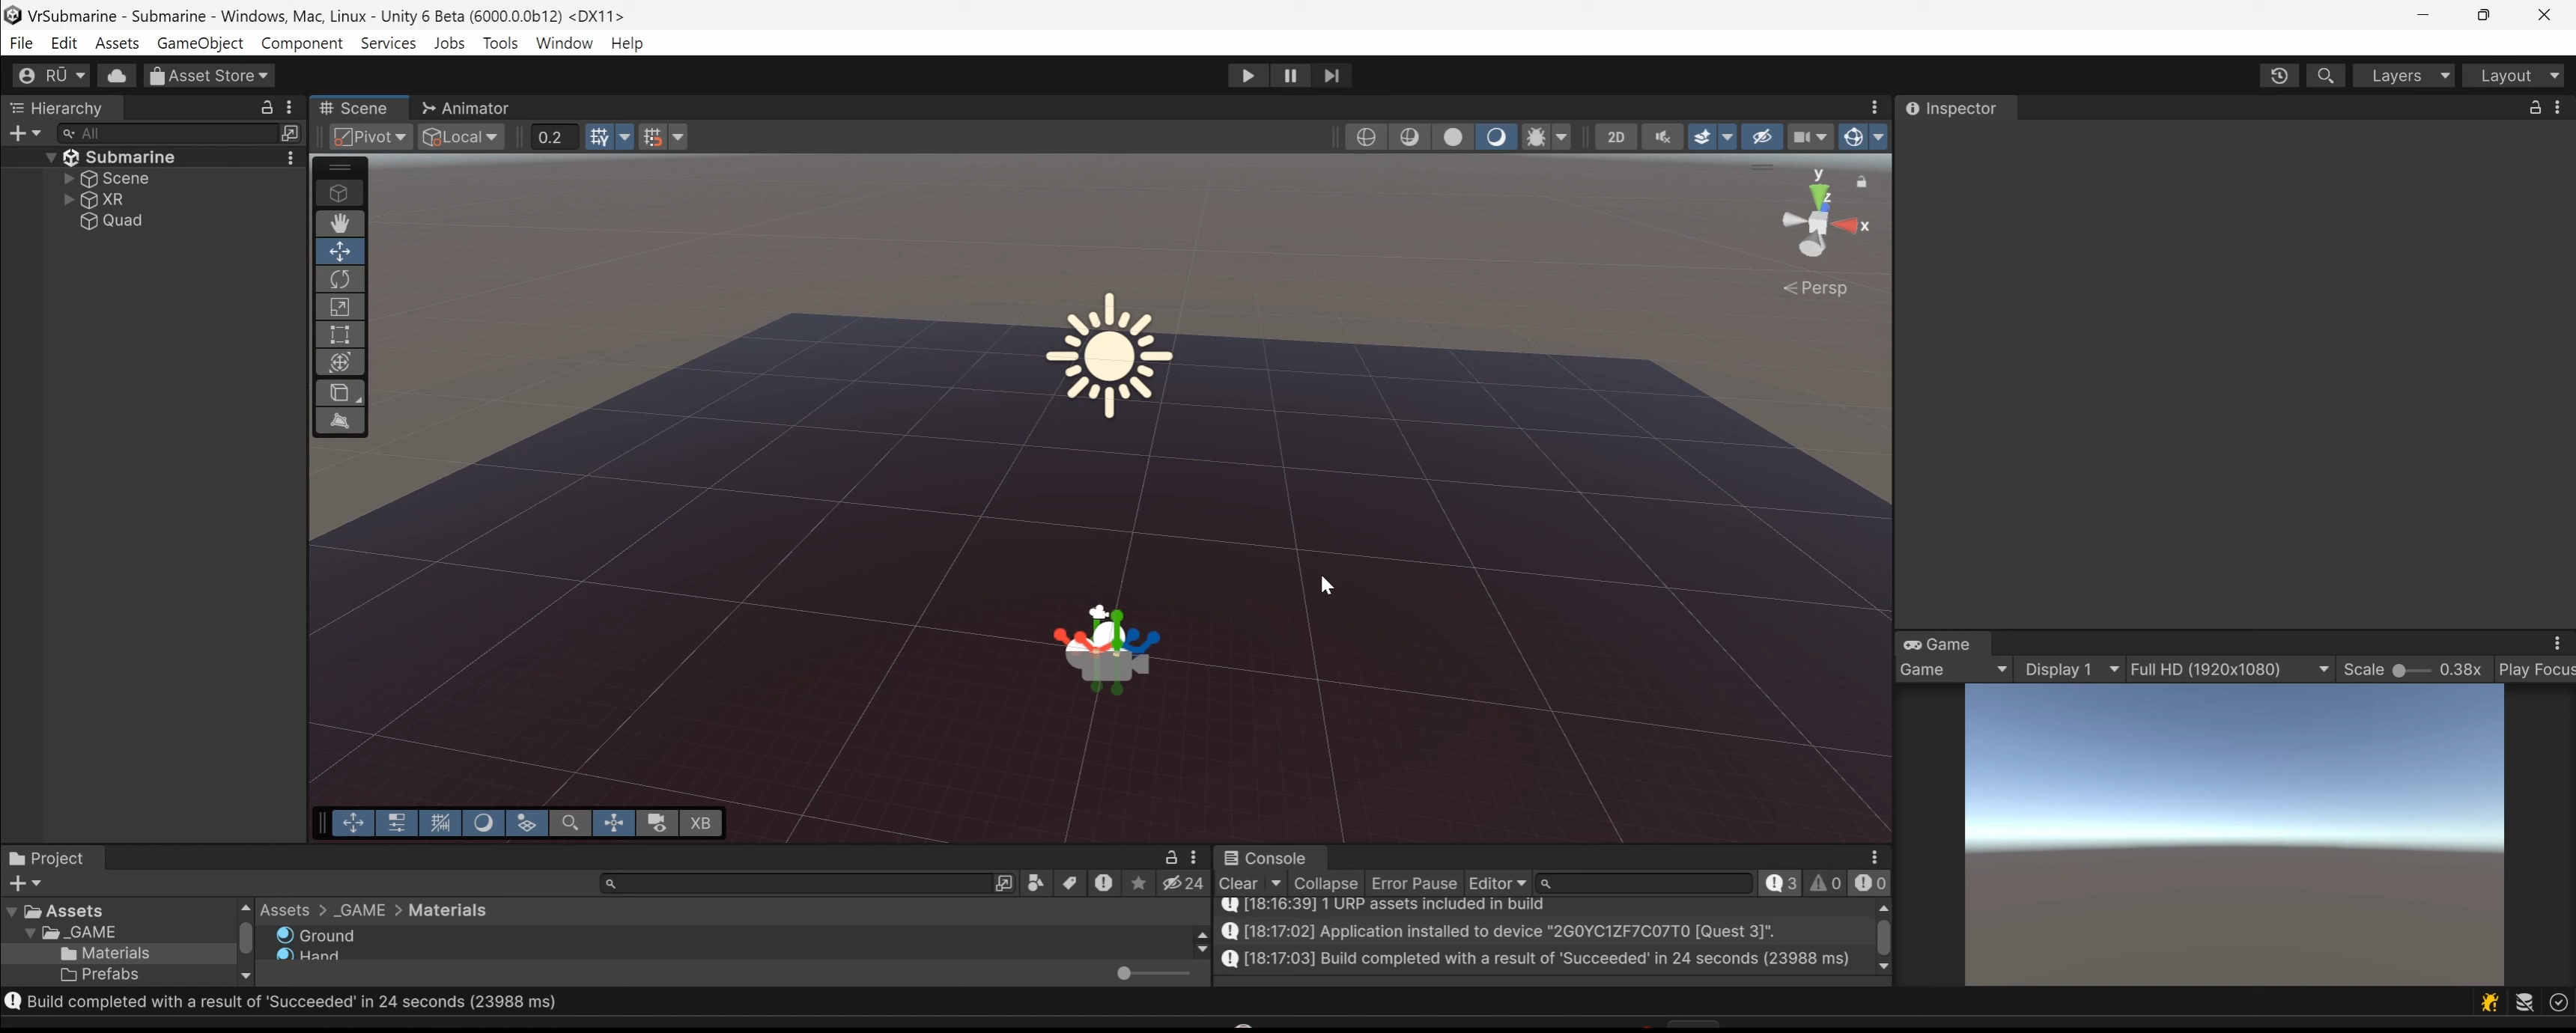 VrSubmarine - Submarine - Windows, Mac, Linux - Unity 6 Beta (6000.0.0b12) <DX11>
File Edit Assets GameObject Component Services Jobs Tools Window Help
RŪ Asset Store Layers Layout
Hierarchy
All
Submarine
Scene
XR
Quad
Scene Animator
Pivot Local 0.2 2D
y
z
x
Persp
XB
Inspector
Game
Game Display 1 Full HD (1920x1080) Scale 0.38x Play Focus
Project
24
Assets
_GAME
Materials
Prefabs
Assets > _GAME > Materials
Ground
Hand
Console
Clear Collapse Error Pause Editor 3 0 0
[18:16:39] 1 URP assets included in build
[18:17:02] Application installed to device "2G0YC1ZF7C07T0 [Quest 3]".
[18:17:03] Build completed with a result of 'Succeeded' in 24 seconds (23988 ms)
Build completed with a result of 'Succeeded' in 24 seconds (23988 ms)